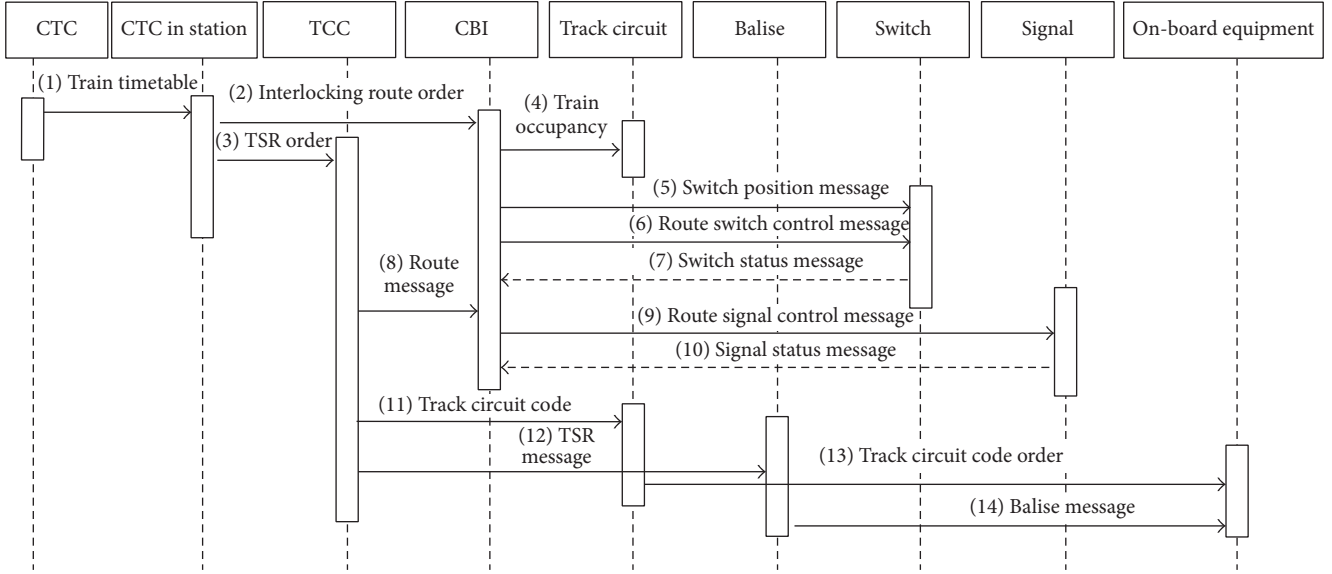 CTC
CTC in station
TCC
CBI
Track circuit
Balise
Switch
Signal
On-board equipment
(1) Train timetable
(2) Interlocking route order
(3) TSR order
(4) Train
occupancy
(5) Switch position message
(6) Route switch control message
(7) Switch status message
(8) Route
message
(9) Route signal control message
(10) Signal status message
(11) Track circuit code
(12) TSR
message
(13) Track circuit code order
(14) Balise message